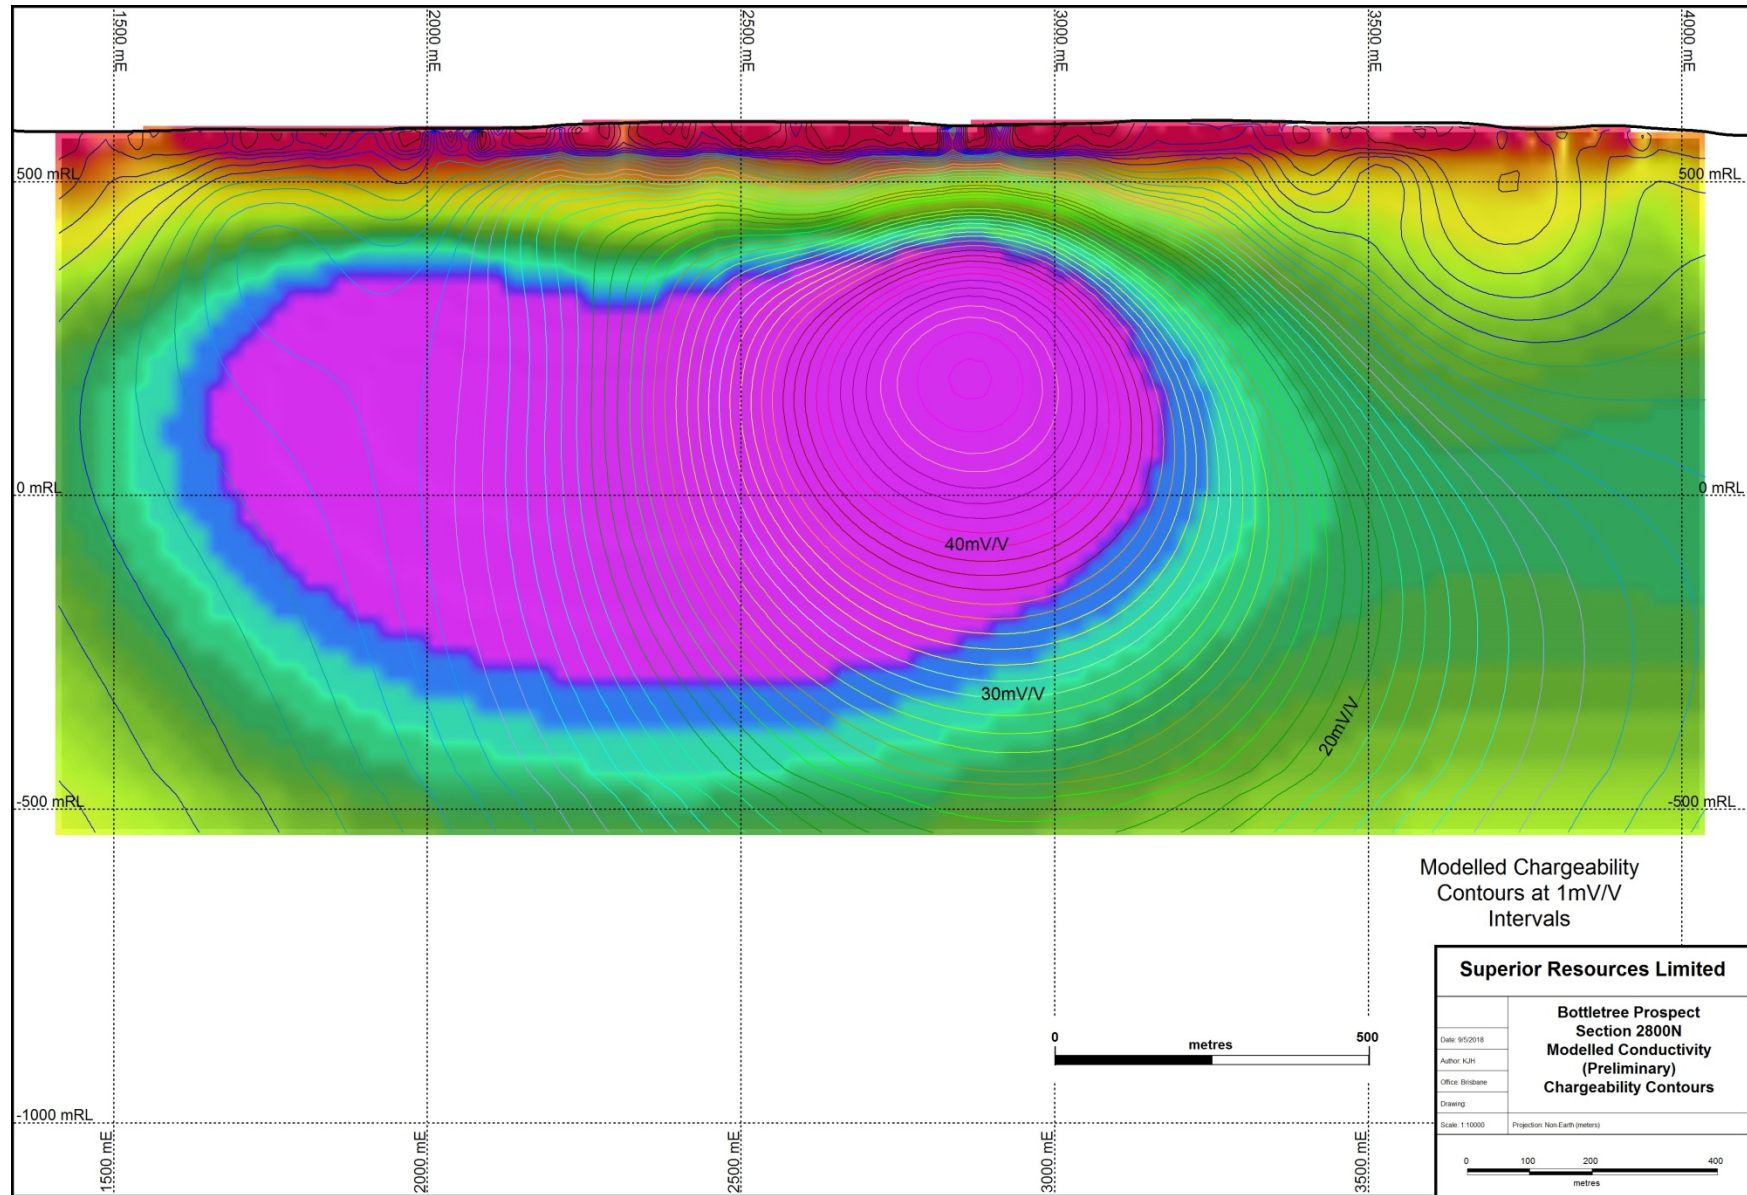 1500 mE
2000 mE
2500 mE
3000 mE
3500 mE
4000 mE
500 mRL
500 mRL
0 mRL
0 mRL
40mV/V
30mV/V
20mV/V
-500 mRL
-500 mRL
Modelled Chargeability
Contours at 1mV/V
Intervals
Superior Resources Limited
Bottletree Prospect
Section 2800N
Modelled Conductivity
(Preliminary)
Chargeability Contours
Date: 9/5/2018
Author: KJH
Office: Brisbane
Drawing:
Scale: 1:10000
Projection: Non-Earth (meters)
0 100 200 400
metres
0 metres 500
-1000 mRL
1500 mE
2000 mE
2500 mE
3000 mE
3500 mE